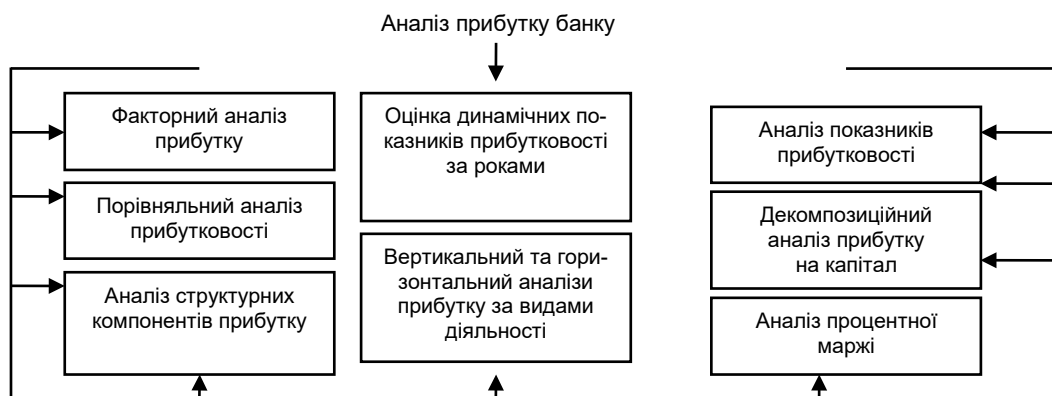 Аналіз прибутку банку
Факторний аналіз
прибутку
Порівняльний аналіз
прибутковості
Аналіз структурних
компонентів прибутку
Оцінка динамічних по-
казників прибутковості
за роками
Вертикальний та гори-
зонтальний аналізи
прибутку за видами
діяльності
Аналіз показників
прибутковості
Декомпозиційний
аналіз прибутку
на капітал
Аналіз процентної
маржі